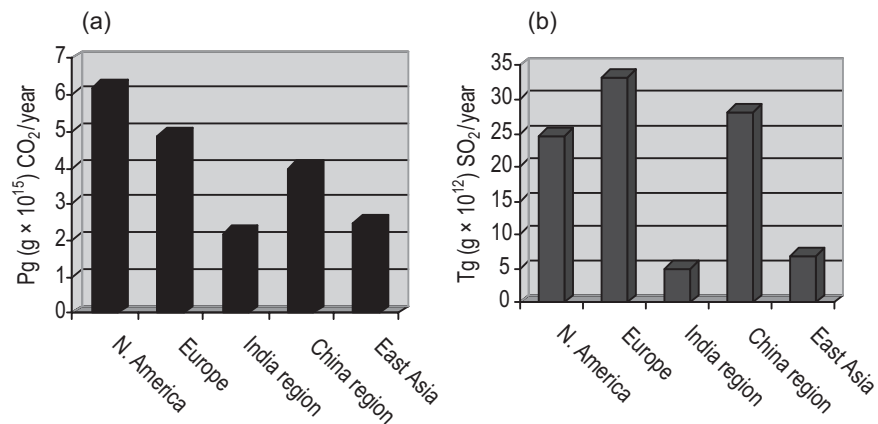 (a)
Pg (g × 10¹⁵) CO₂/year
7
6
5
4
3
2
1
0
N. America
Europe
India region
China region
East Asia
(b)
Tg (g × 10¹²) SO₂/year
35
30
25
20
15
10
5
0
N. America
Europe
India region
China region
East Asia